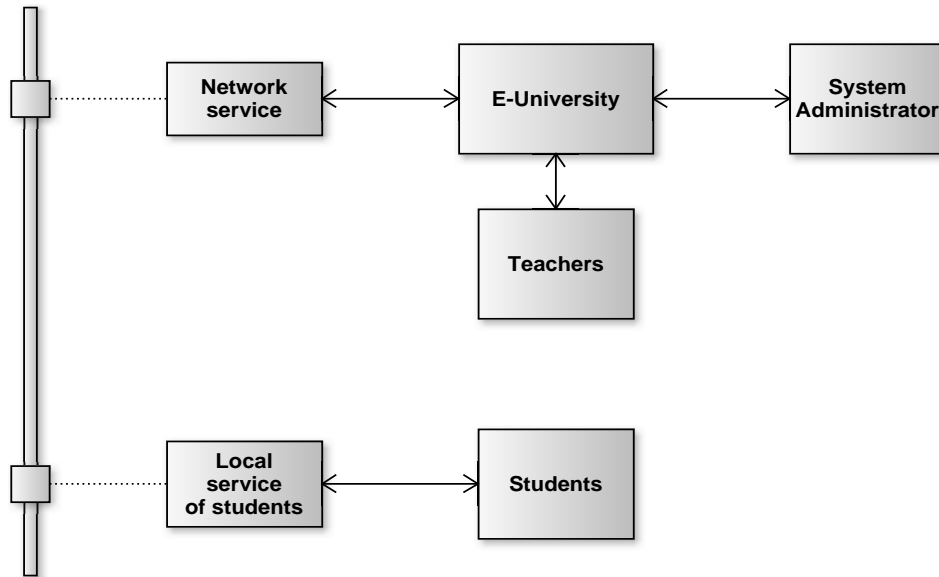 Network
service
E-University
System
Administrator
Teachers
Local
service
of students
Students